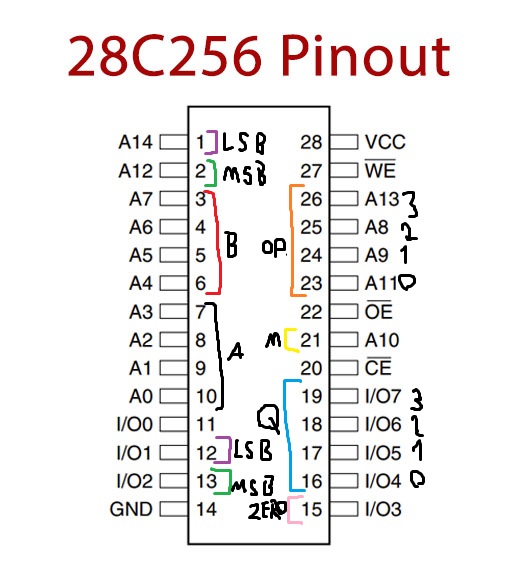 28C256 Pinout
A14 1 LSB 28 VCC
A12 2 MSB 27 WE
A7 3 26 A13 3
A6 4 25 A8 2
A5 5 B OP 24 A9 1
A4 6 23 A11 0
A3 7 22 OE
A2 8 M 21 A10
A1 9 A 20 CE
A0 10 19 I/O7 3
I/O0 11 Q 18 I/O6 2
I/O1 12 LSB 17 I/O5 1
I/O2 13 MSB 16 I/O4 0
GND 14 ZERO 15 I/O3